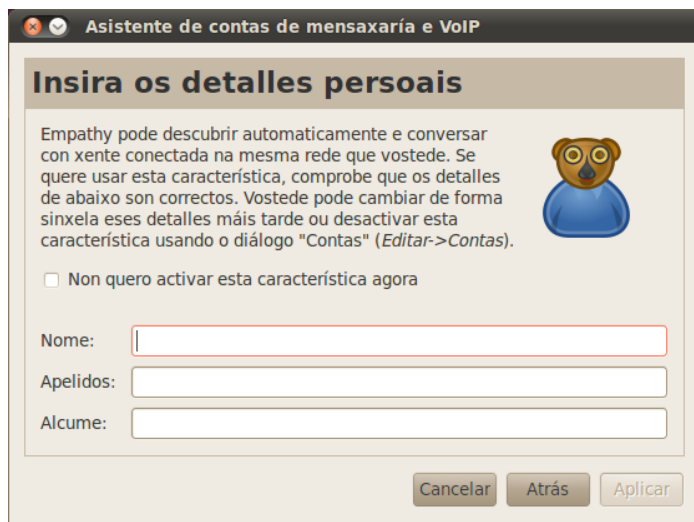 Asistente de contas de mensaxaría e VoIP
Insira os detalles persoais
Empathy pode descubrir automaticamente e conversar
con xente conectada na mesma rede que vostede. Se
quere usar esta característica, comprobe que os detalles
de abaixo son correctos. Vostede pode cambiar de forma
sinxela eses detalles máis tarde ou desactivar esta
característica usando o diálogo "Contas" (Editar->Contas).
Non quero activar esta característica agora
Nome:
Apelidos:
Alcume:
Cancelar Atrás Aplicar